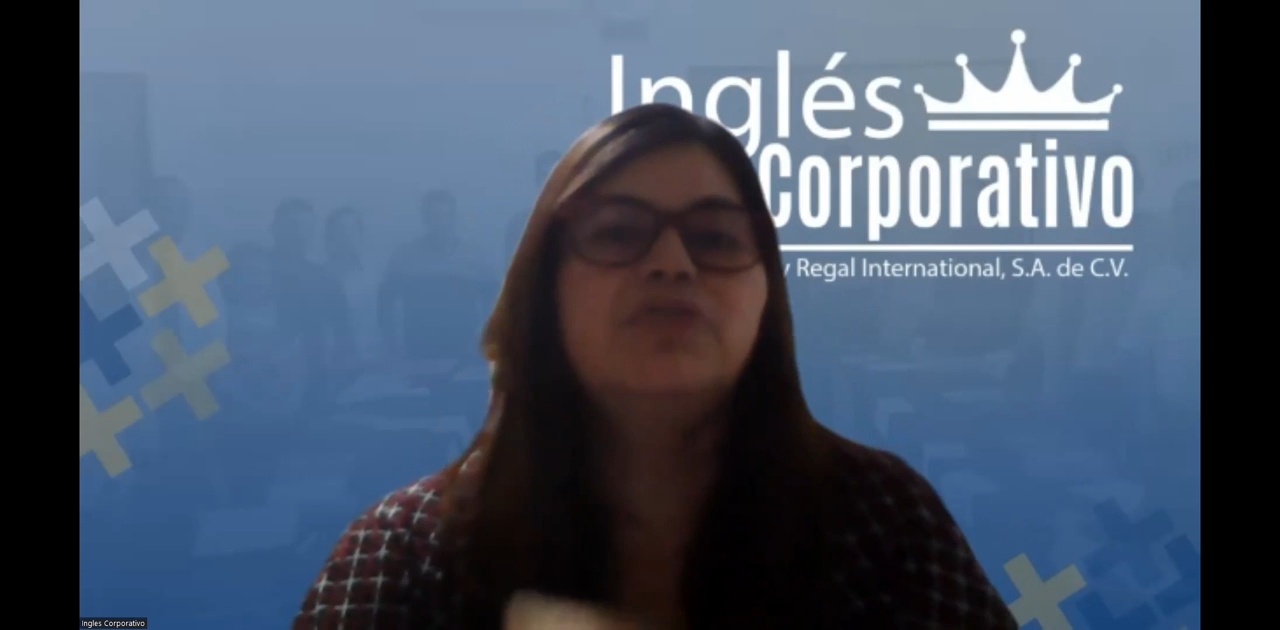 Inglés
Corporativo
y Regal International, S.A. de C.V.
Ingles Corporativo